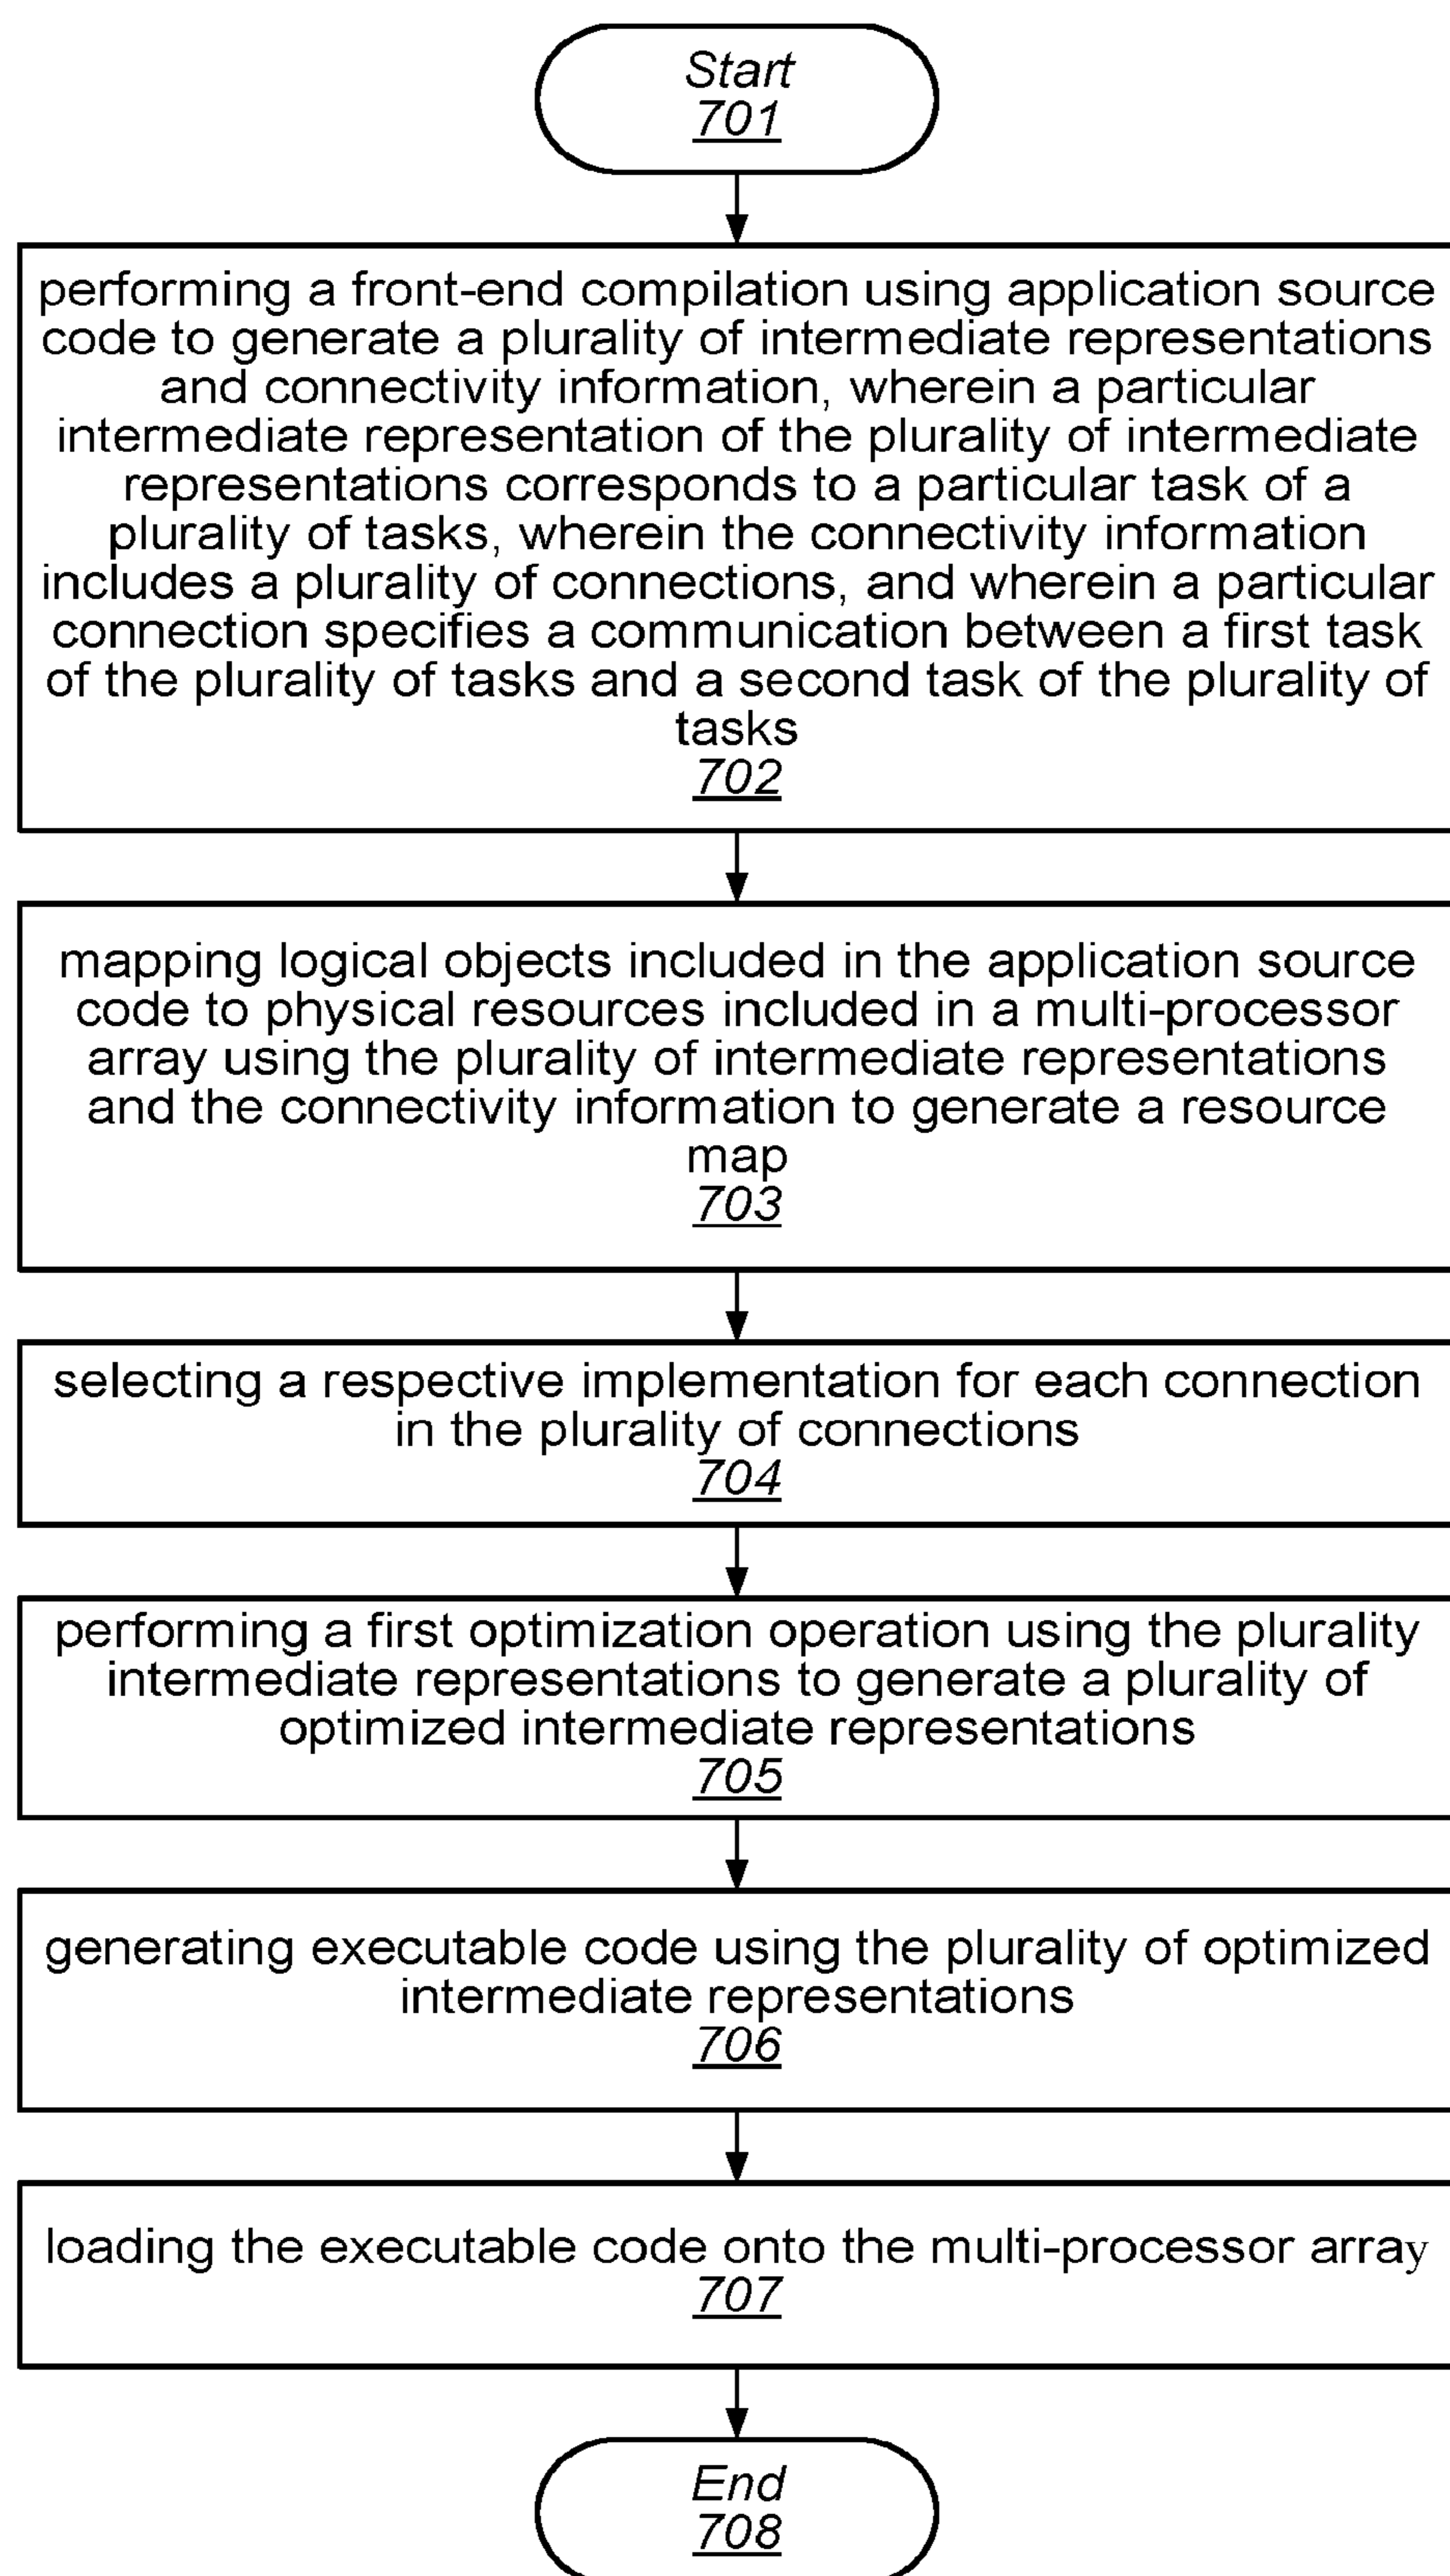 Start
701
performing a front-end compilation using application source
code to generate a plurality of intermediate representations
and connectivity information, wherein a particular
intermediate representation of the plurality of intermediate
representations corresponds to a particular task of a
plurality of tasks, wherein the connectivity information
includes a plurality of connections, and wherein a particular
connection specifies a communication between a first task
of the plurality of tasks and a second task of the plurality of
tasks
702
mapping logical objects included in the application source
code to physical resources included in a multi-processor
array using the plurality of intermediate representations
and the connectivity information to generate a resource
map
703
selecting a respective implementation for each connection
in the plurality of connections
704
performing a first optimization operation using the plurality
intermediate representations to generate a plurality of
optimized intermediate representations
705
generating executable code using the plurality of optimized
intermediate representations
706
loading the executable code onto the multi-processor array
707
End
708